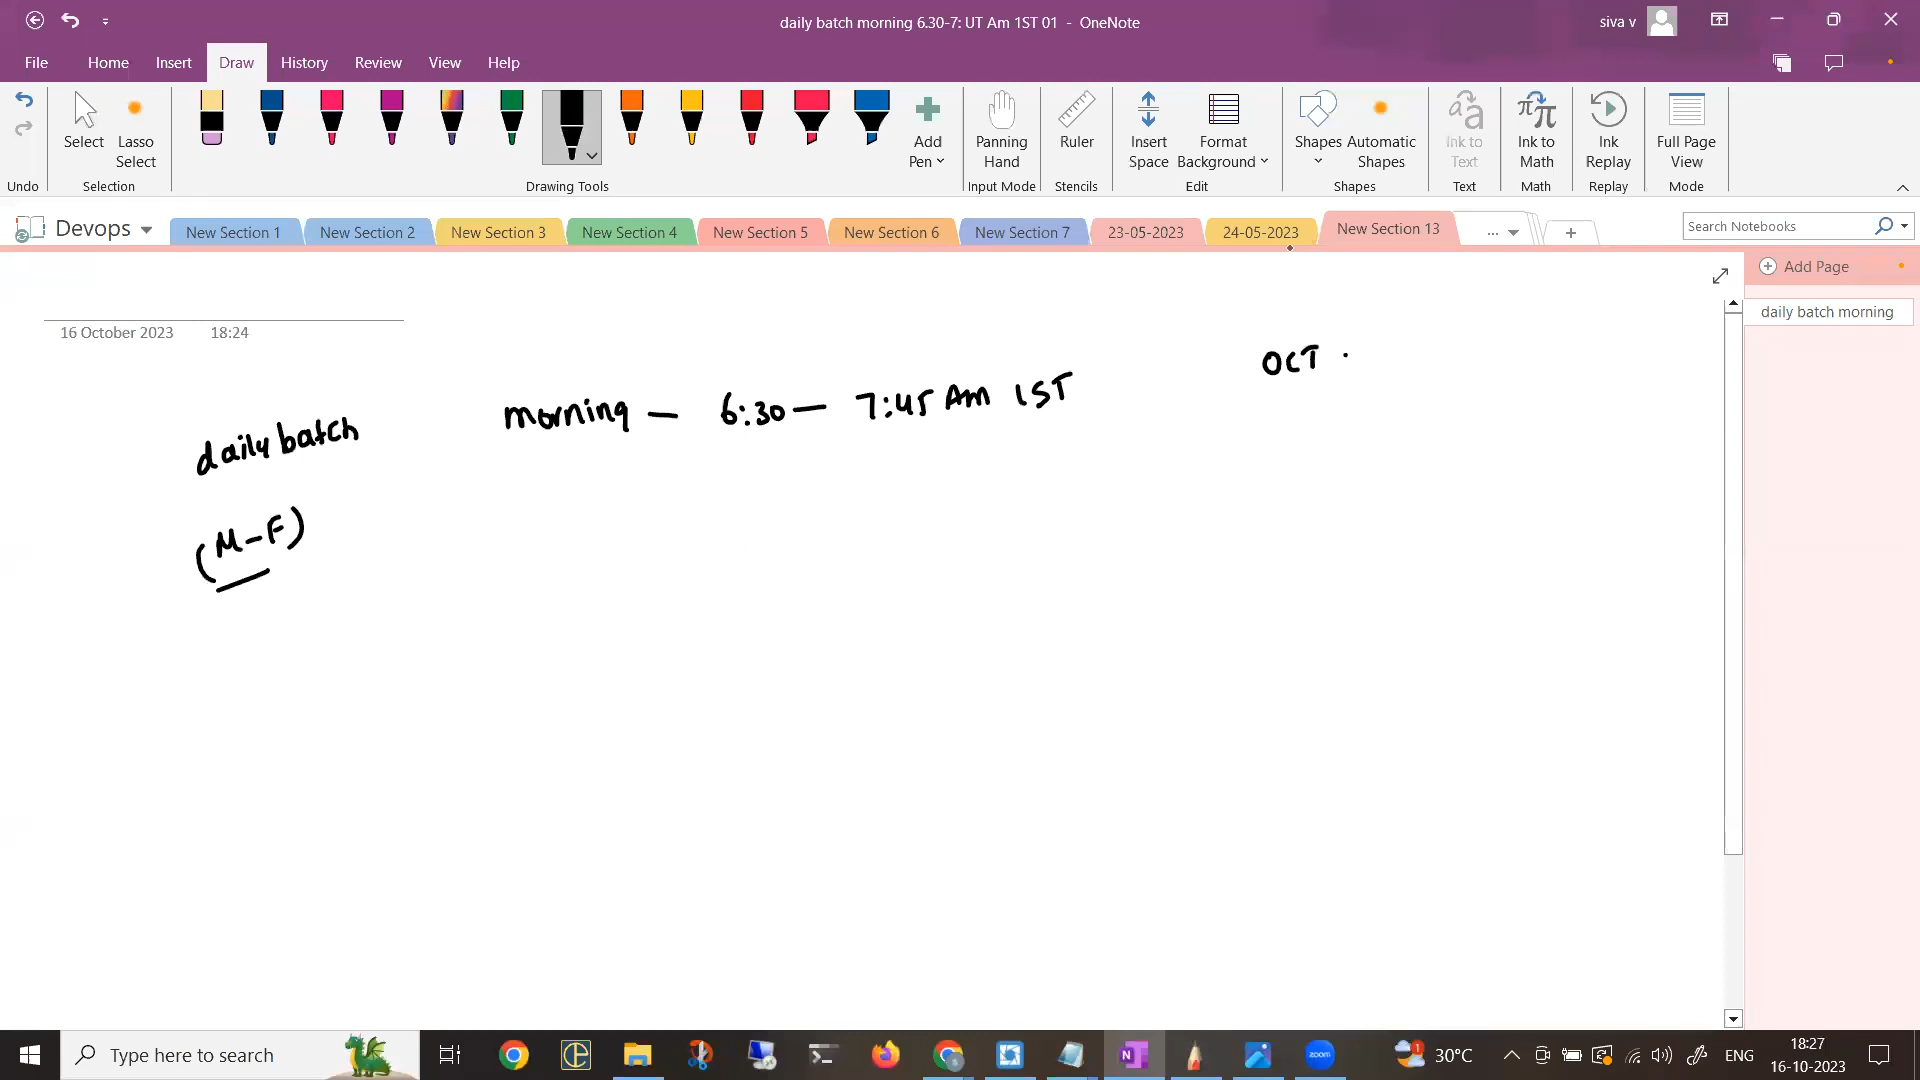 daily batch morning 6.30-7: UT Am 1ST 01 - OneNote
siva v
File Home Insert Draw History Review View Help
Select
Lasso Select
Add Pen
Panning Hand
Ruler
Insert Space
Format Background
Shapes
Automatic Shapes
Ink to Text
Ink to Math
Ink Replay
Full Page View
Undo Selection Drawing Tools Input Mode Stencils Edit Shapes Text Math Replay Mode
Devops New Section 1 New Section 2 New Section 3 New Section 4 New Section 5 New Section 6 New Section 7 23-05-2023 24-05-2023 New Section 13 ... Search Notebooks
Add Page
daily batch morning
16 October 2023 18:24
OCT
morning — 6:30 — 7:45 Am IST
daily batch
(M-F)
Type here to search
zoom
30°C
ENG
18:27
16-10-2023